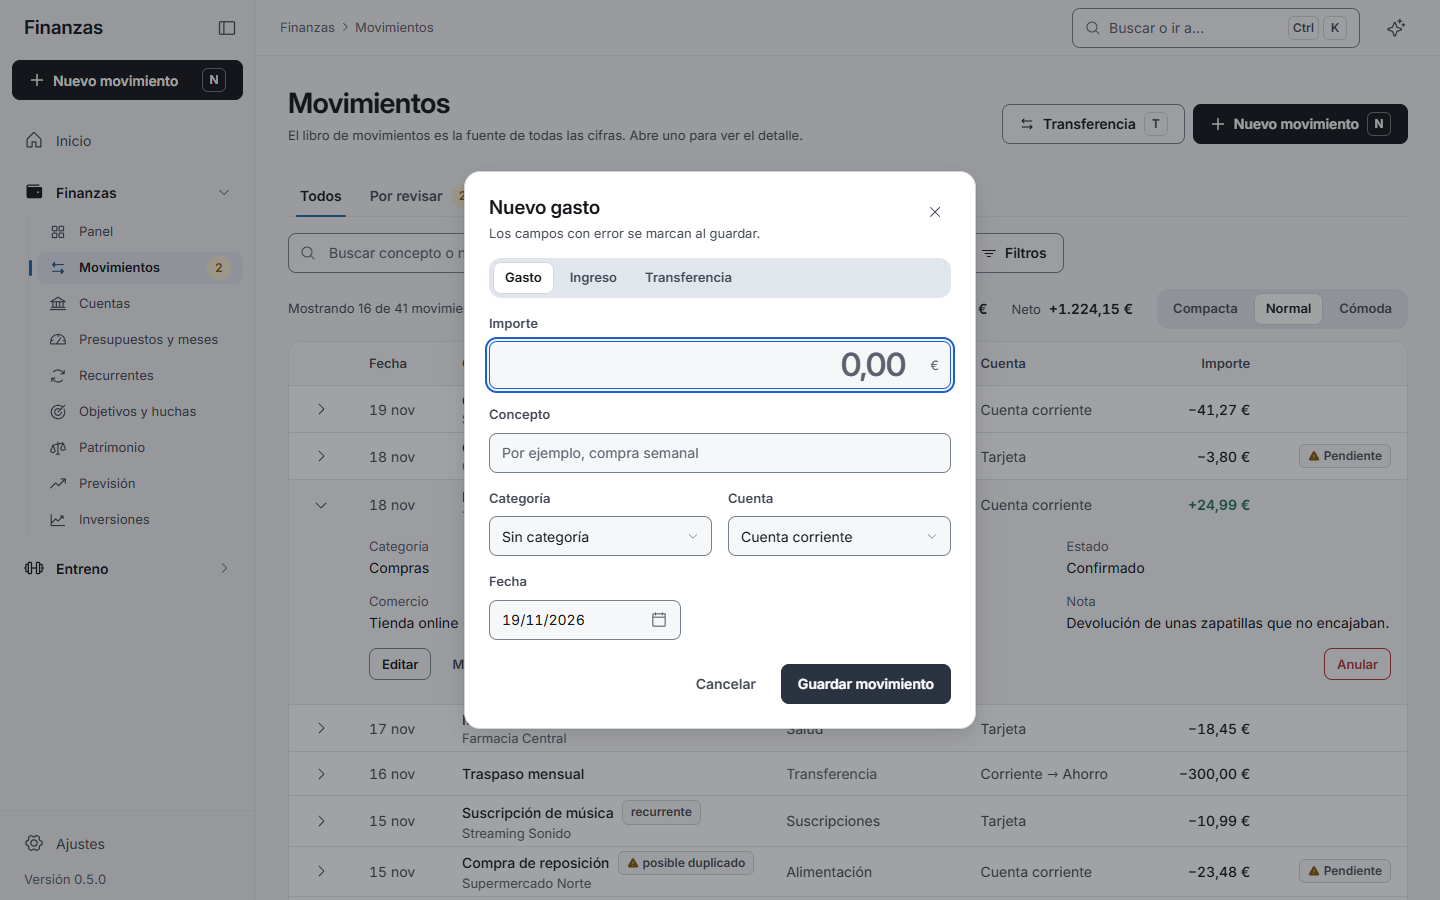 Finanzas
Finanzas > Movimientos
Buscar o ir a...
Ctrl K
Nuevo movimiento N
Inicio
Finanzas
Panel
Movimientos 2
Cuentas
Presupuestos y meses
Recurrentes
Objetivos y huchas
Patrimonio
Previsión
Inversiones
Entreno
Ajustes
Versión 0.5.0
Movimientos
El libro de movimientos es la fuente de todas las cifras. Abre uno para ver el detalle.
Transferencia T
Nuevo movimiento N
Todos
Por revisar
Buscar concepto o
Filtros
Mostrando 16 de 41
€ Neto +1.224,15 €
Compacta Normal Cómoda
Fecha Cuenta Importe
19 nov Cuenta corriente −41,27 €
18 nov Tarjeta −3,80 € Pendiente
18 nov Cuenta corriente +24,99 €
Categoría
Compras
Estado
Confirmado
Comercio
Tienda online
Nota
Devolución de unas zapatillas que no encajaban.
Editar
Anular
17 nov Farmacia Central Salud Tarjeta −18,45 €
16 nov Traspaso mensual Transferencia Corriente → Ahorro −300,00 €
15 nov Suscripción de música recurrente Suscripciones Tarjeta −10,99 €
Streaming Sonido
15 nov Compra de reposición posible duplicado Alimentación Cuenta corriente −23,48 € Pendiente
Supermercado Norte
Nuevo gasto
Los campos con error se marcan al guardar.
Gasto Ingreso Transferencia
Importe
0,00 €
Concepto
Por ejemplo, compra semanal
Categoría Cuenta
Sin categoría Cuenta corriente
Fecha
19/11/2026
Cancelar Guardar movimiento